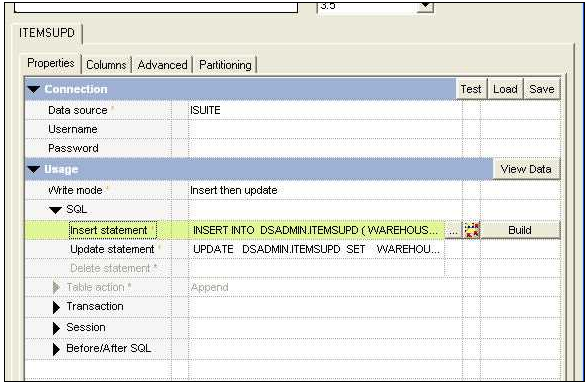 3.5
ITEMSUPD
Properties Columns Advanced Partitioning
Connection Test Load Save
Data source * ISUITE
Username
Password
Usage View Data
Write mode * Insert then update
SQL
Insert statement * INSERT INTO DSADMIN.ITEMSUPD ( WAREHOUS... ... Build
Update statement * UPDATE DSADMIN.ITEMSUPD SET WAREHOU...
Delete statement *
Table action * Append
Transaction
Session
Before/After SQL